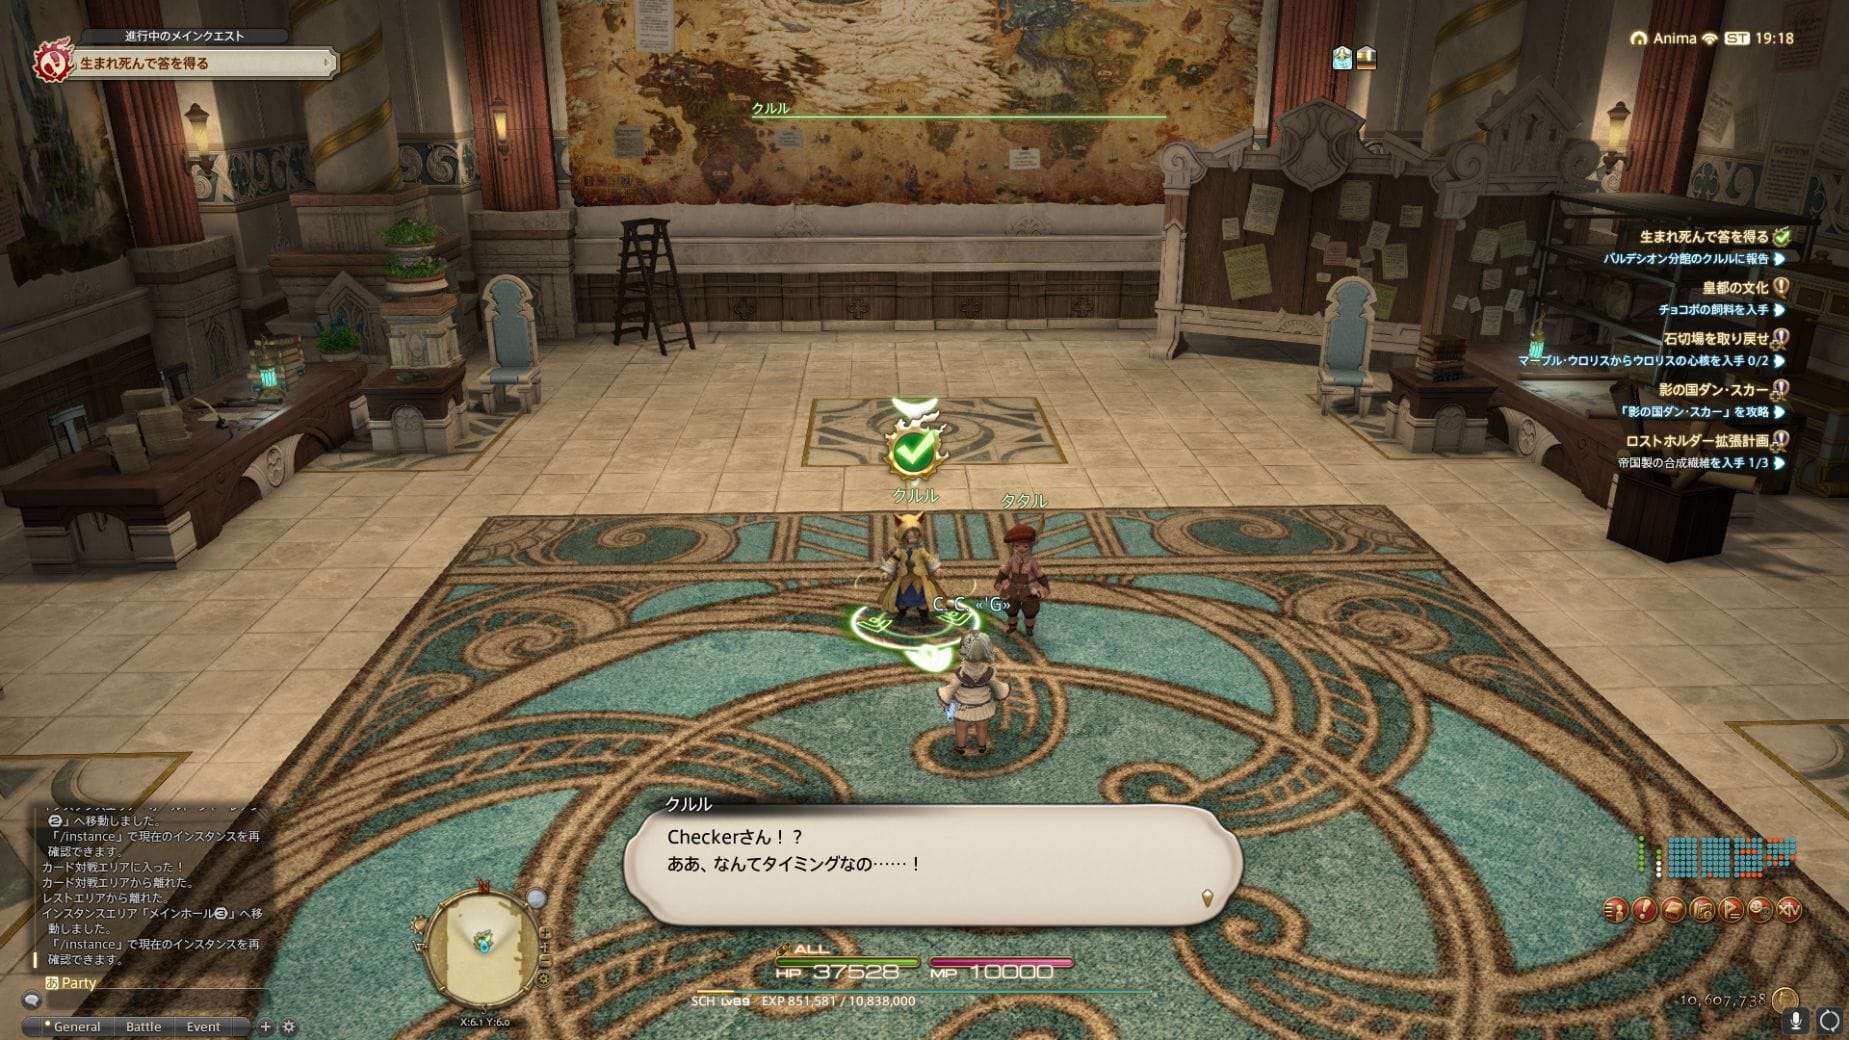 進行中のメインクエスト
生まれ死んで答を得る
Anima ST 19:18
クルル
生まれ死んで答を得る
バルデシオン分館のクルルに報告
皇都の文化
チョコボの飼料を入手
石切場を取り戻せ
マーブル・ウロリスからウロリスの心核を入手 0/2
影の国ダン・スカー
「影の国ダン・スカー」を攻略
ロストホルダー拡張計画
帝国製の合成繊維を入手 1/3
クルル
タタル
C. C. «'G»
クルル
Checkerさん！？
ああ、なんてタイミングなの……！
❷」へ移動しました。
「/instance」で現在のインスタンスを再
確認できます。
カード対戦エリアに入った！
カード対戦エリアから離れた。
レストエリアから離れた。
インスタンスエリア「メインホール❸」へ移
動しました。
「/instance」で現在のインスタンスを再
確認できます。
あ Party
General Battle Event
N
X:6.1 Y:6.0
ALL
HP 37528 MP 10000
SCH Lv89 EXP 851,581 / 10,838,000
XIV
10,607,738